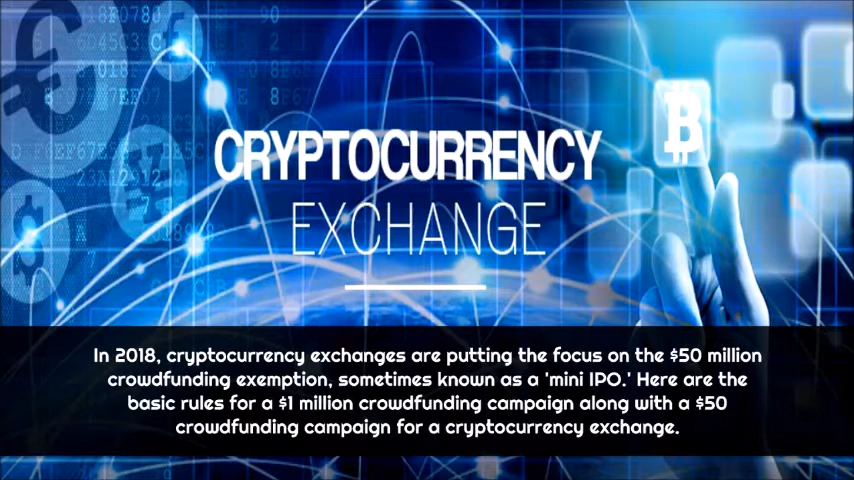 CRYPTOCURRENCY
EXCHANGE
In 2018, cryptocurrency exchanges are putting the focus on the $50 million
crowdfunding exemption, sometimes known as a 'mini IPO.' Here are the
basic rules for a $1 million crowdfunding campaign along with a $50
crowdfunding campaign for a cryptocurrency exchange.